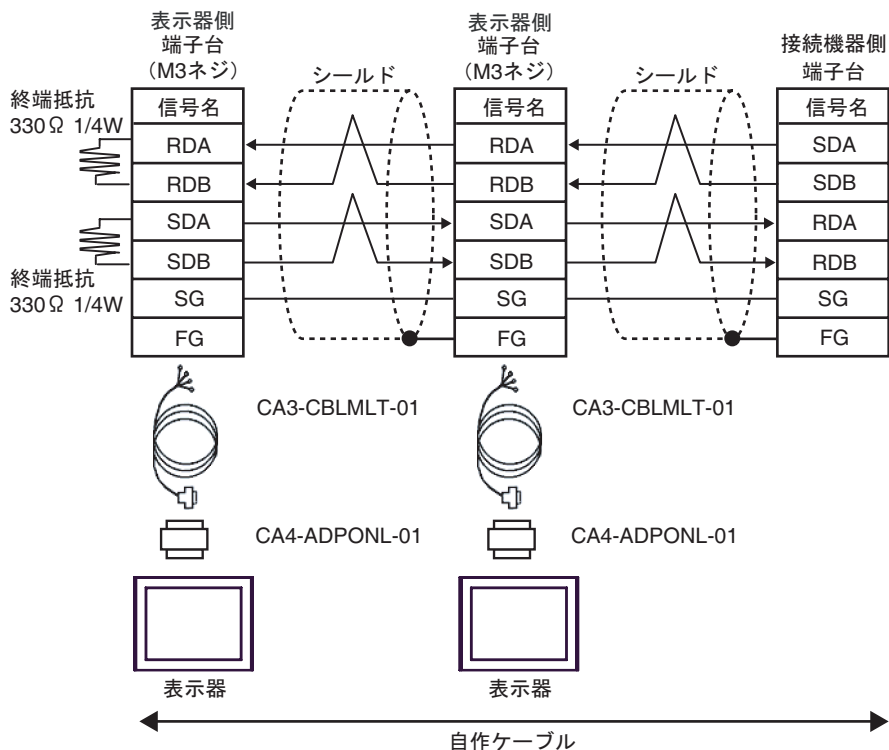 表示器側
端子台
（M3ネジ）
シールド
表示器側
端子台
（M3ネジ）
シールド
接続機器側
端子台
終端抵抗
330Ω 1/4W
信号名
RDA
RDB
SDA
SDB
SG
FG
終端抵抗
330Ω 1/4W
信号名
RDA
RDB
SDA
SDB
SG
FG
信号名
SDA
SDB
RDA
RDB
SG
FG
CA3-CBLMLT-01
CA3-CBLMLT-01
CA4-ADPONL-01
CA4-ADPONL-01
表示器
表示器
自作ケーブル